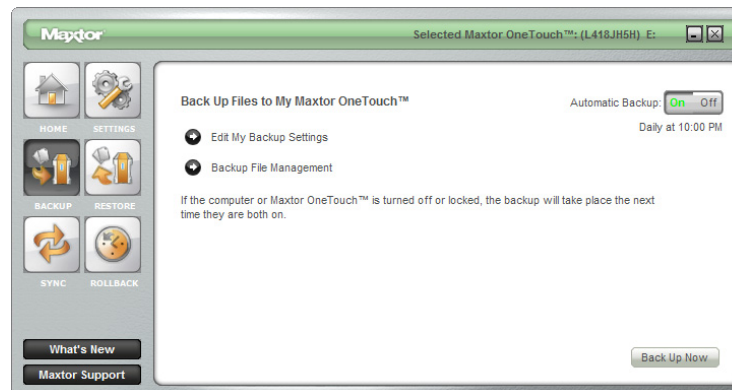 Maxtor
Selected Maxtor OneTouch™: (L418JH5H) E:
HOME
SETTINGS
BACKUP
RESTORE
SYNC
ROLLBACK
What's New
Maxtor Support
Back Up Files to My Maxtor OneTouch™
Automatic Backup: On Off
Daily at 10:00 PM
Edit My Backup Settings
Backup File Management
If the computer or Maxtor OneTouch™ is turned off or locked, the backup will take place the next
time they are both on.
Back Up Now